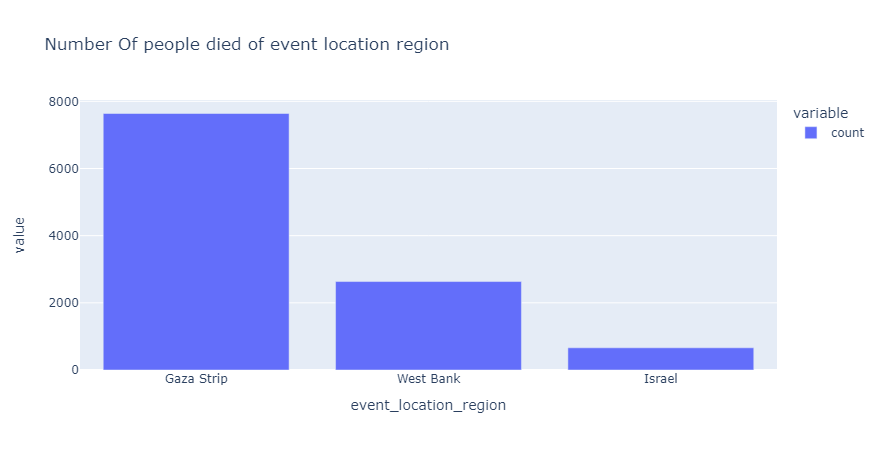 Number Of people died of event location region
variable
count
value
8000
6000
4000
2000
0
Gaza Strip
West Bank
Israel
event_location_region